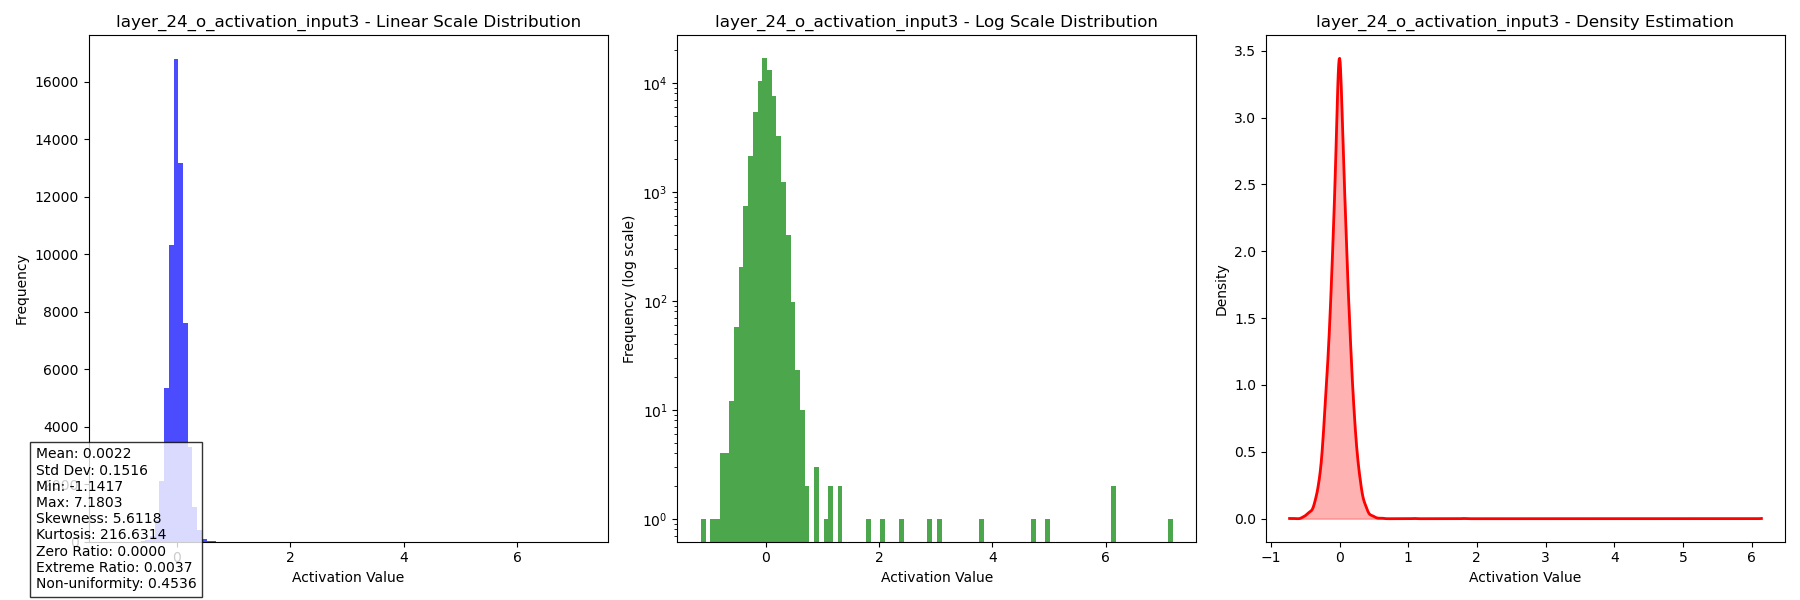 layer_24_o_activation_input3 - Linear Scale Distribution
16000
14000
12000
10000
8000
6000
4000
2000
0
Frequency
0
2
4
6
Activation Value
Mean: 0.0022
Std Dev: 0.1516
Min: -1.1417
Max: 7.1803
Skewness: 5.6118
Kurtosis: 216.6314
Zero Ratio: 0.0000
Extreme Ratio: 0.0037
Non-uniformity: 0.4536
layer_24_o_activation_input3 - Log Scale Distribution
10⁴
10³
10²
10¹
10⁰
Frequency (log scale)
0
2
4
6
Activation Value
layer_24_o_activation_input3 - Density Estimation
3.5
3.0
2.5
2.0
1.5
1.0
0.5
0.0
Density
−1
0
1
2
3
4
5
6
Activation Value